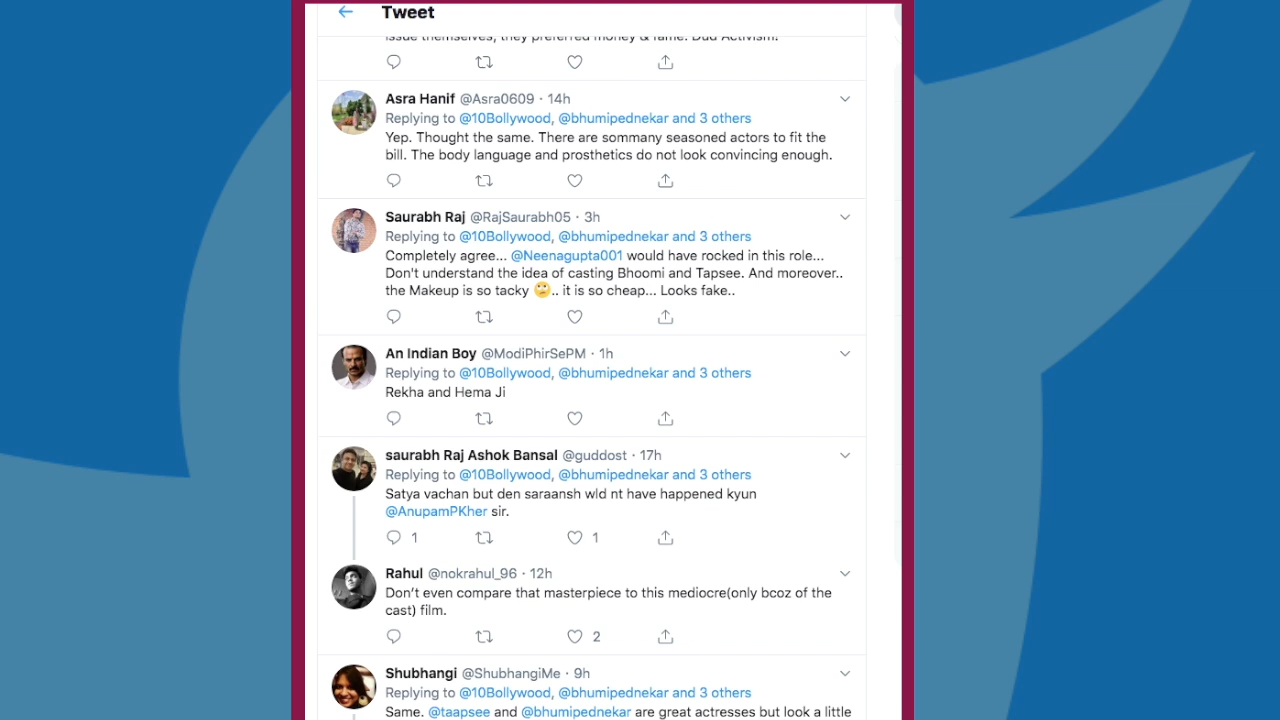 Tweet
issue themselves, they preferred money & fame. Dud Activism!
Asra Hanif @Asra0609 · 14h
Replying to @10Bollywood, @bhumipednekar and 3 others
Yep. Thought the same. There are sommany seasoned actors to fit the
bill. The body language and prosthetics do not look convincing enough.
Saurabh Raj @RajSaurabh05 · 3h
Replying to @10Bollywood, @bhumipednekar and 3 others
Completely agree... @Neenagupta001 would have rocked in this role...
Don't understand the idea of casting Bhoomi and Tapsee. And moreover..
the Makeup is so tacky 🙄.. it is so cheap... Looks fake..
An Indian Boy @ModiPhirSePM · 1h
Replying to @10Bollywood, @bhumipednekar and 3 others
Rekha and Hema Ji
saurabh Raj Ashok Bansal @guddost · 17h
Replying to @10Bollywood, @bhumipednekar and 3 others
Satya vachan but den saraansh wld nt have happened kyun
@AnupamPKher sir.
1 1
Rahul @nokrahul_96 · 12h
Don’t even compare that masterpiece to this mediocre(only bcoz of the
cast) film.
2
Shubhangi @ShubhangiMe · 9h
Replying to @10Bollywood, @bhumipednekar and 3 others
Same. @taapsee and @bhumipednekar are great actresses but look a little